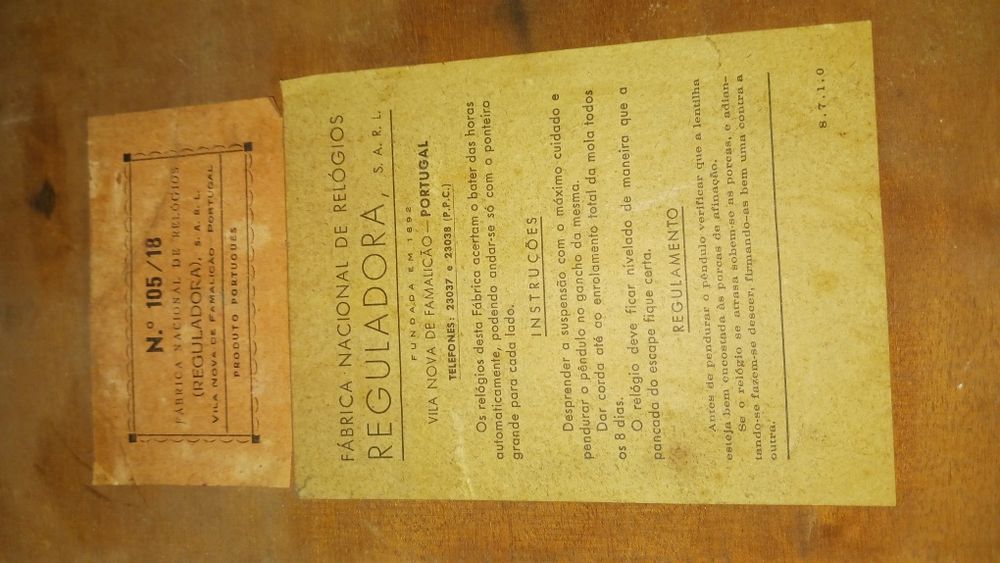 N.º 105/18
FÁBRICA NACIONAL DE RELÓGIOS
(REGULADORA), S. A. R. L.
VILA NOVA DE FAMALICÃO - PORTUGAL
PRODUTO PORTUGUÊS
FÁBRICA NACIONAL DE RELÓGIOS
REGULADORA, S. A. R. L.
FUNDADA EM 1892
VILA NOVA DE FAMALICÃO — PORTUGAL
TELEFONES: 23037 e 23038 (P.P.C.)
Os relógios desta Fábrica acertam o bater das horas
automaticamente, podendo andar-se só com o ponteiro
grande para cada lado.
INSTRUÇÕES
Desprender a suspensão com o máximo cuidado e
pendurar o pêndulo no gancho da mesma.
Dar corda até ao enrolamento total da mola todos
os 8 dias.
O relógio deve ficar nivelado de maneira que a
pancada do escape fique certa.
REGULAMENTO
Antes de pendurar o pêndulo verificar que a lentilha
esteja bem encostada às porcas de afinação.
Se o relógio se atrasa sobem-se as porcas, e adian-
tando-se fazem-se descer, firmando-as bem uma contra a
outra.
8.7.1.0